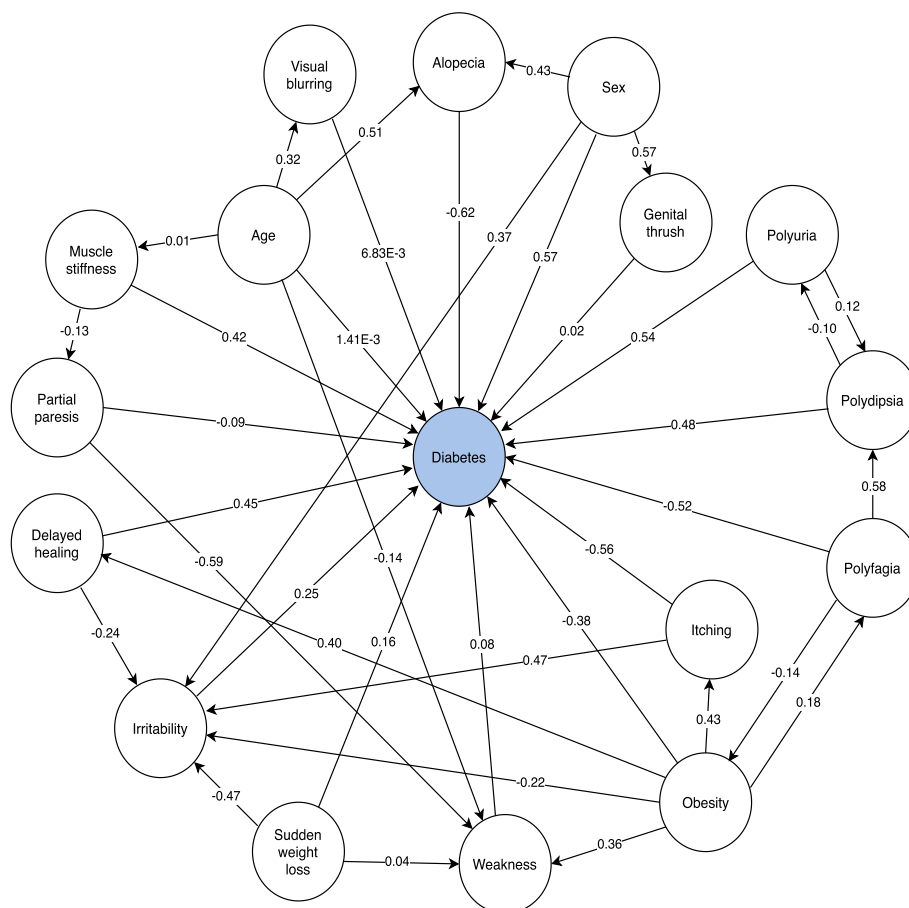 Visual
blurring
Alopecia
Sex
0.43
0.51
0.32
0.57
Muscle
stiffness
0.01
Age
-0.62
0.37
Genital
thrush
Polyuria
6.83E-3
0.57
0.12
-0.10
-0.13
0.42
1.41E-3
0.02
0.54
Partial
paresis
-0.09
Polydipsia
0.48
Diabetes
Delayed
healing
0.45
-0.52
0.58
Polyfagia
-0.59
-0.14
-0.56
0.25
-0.38
Itching
-0.24
0.40
0.16
0.08
0.47
-0.14
0.18
Irritability
0.43
-0.22
Obesity
-0.47
Sudden
weight
loss
0.04
Weakness
0.36